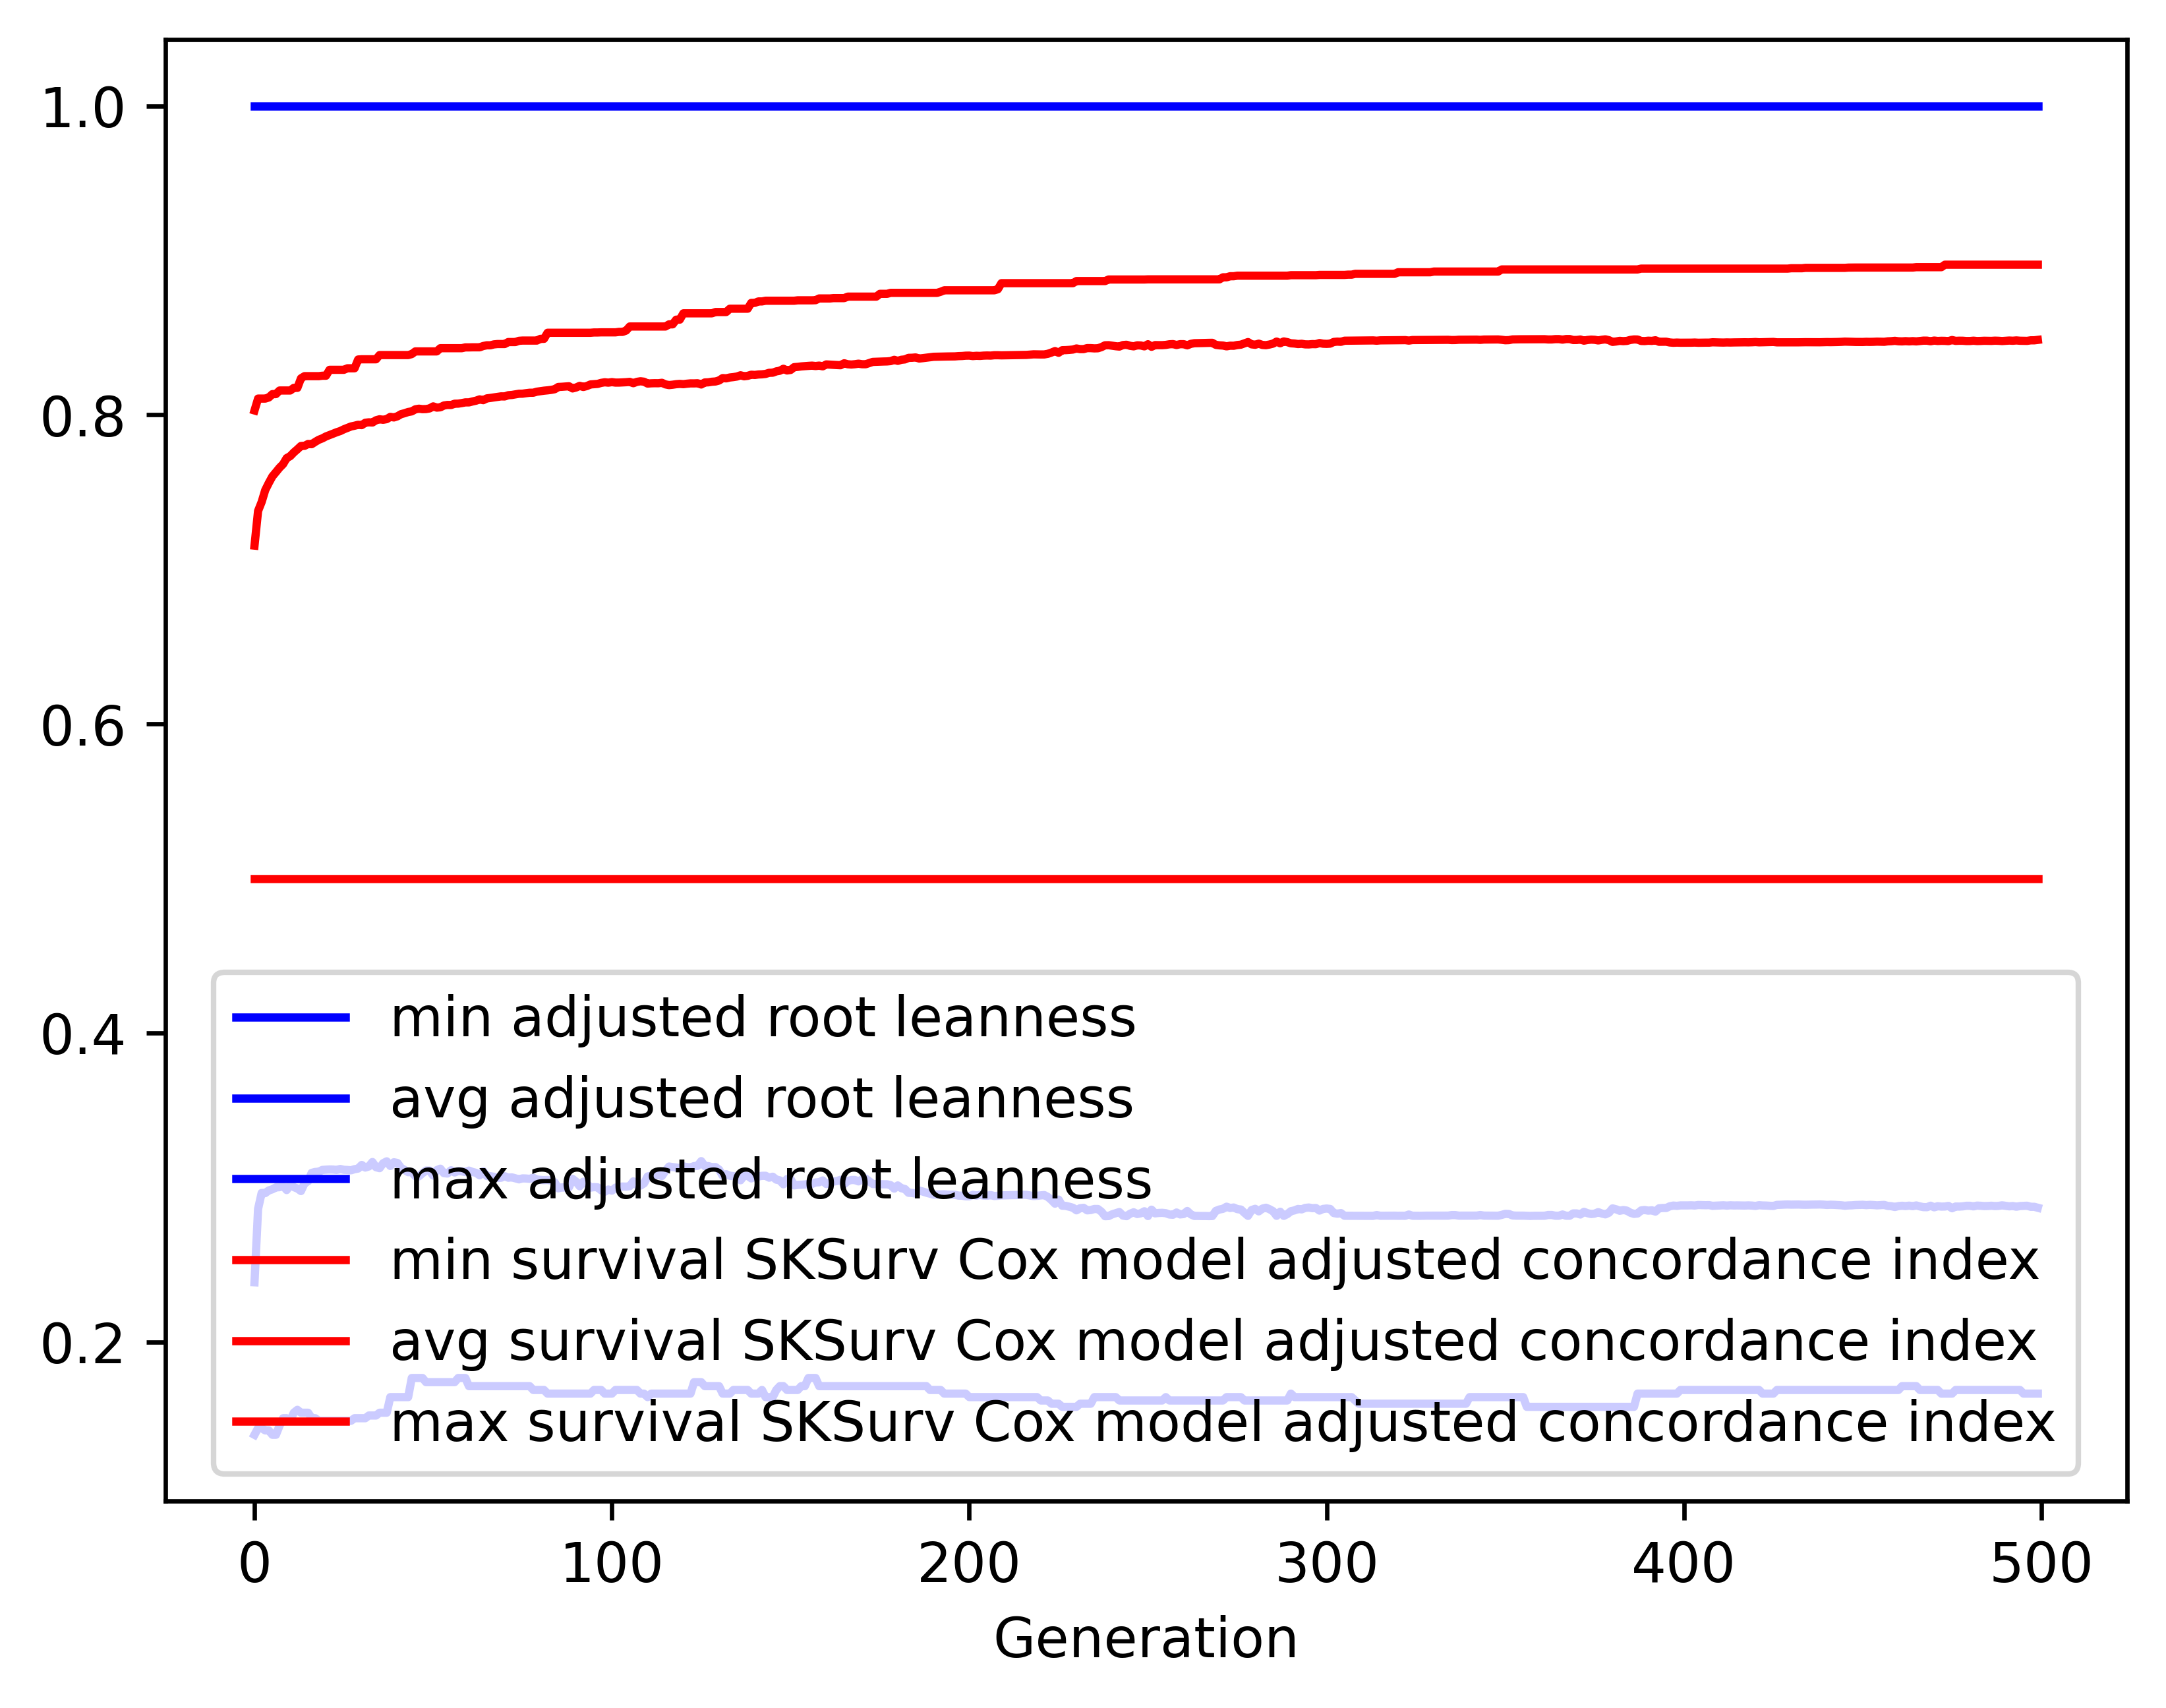 1.0
0.8
0.6
0.4
0.2
min adjusted root leanness
avg adjusted root leanness
max adjusted root leanness
min survival SKSurv Cox model adjusted concordance index
avg survival SKSurv Cox model adjusted concordance index
max survival SKSurv Cox model adjusted concordance index
0 100 200 300 400 500
Generation